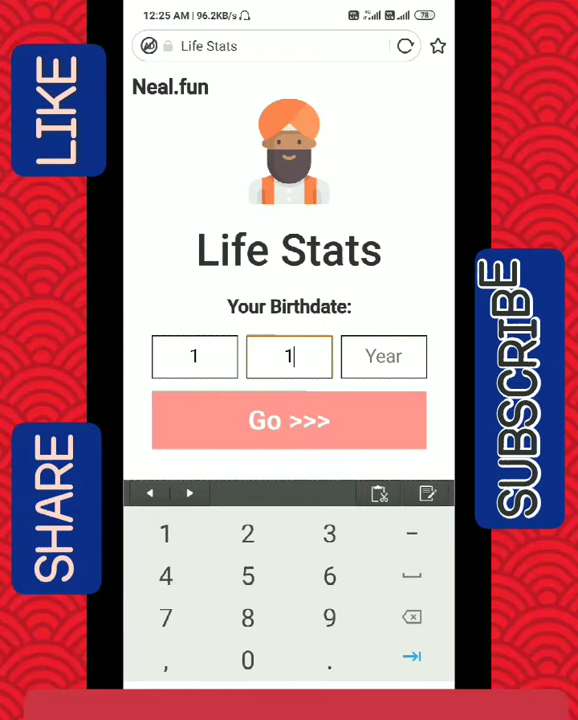 12:25 AM | 96.2KB/s
78
AD
Life Stats
Neal.fun
Life Stats
Your Birthdate:
1 1 Year
Go >>>
1 2 3 -
4 5 6
7 8 9
, 0 .
LIKE
SHARE
SUBSCRIBE